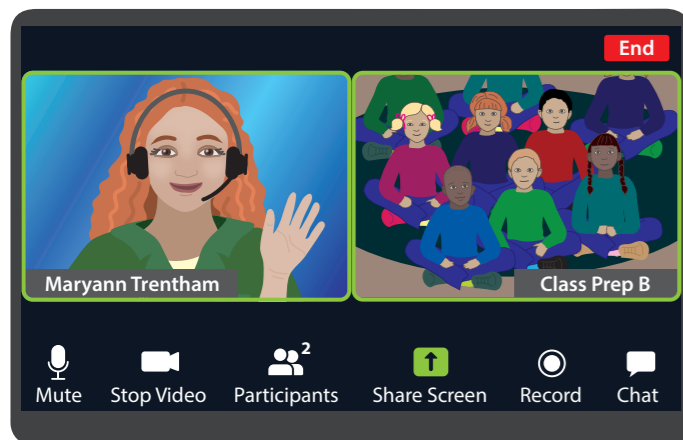 End
Maryann Trentham
Class Prep B
2
Mute
Stop Video
Participants
Share Screen
Record
Chat